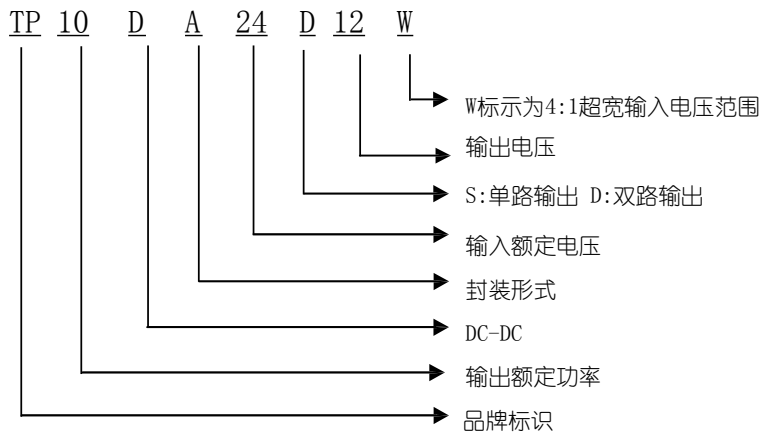 TP 10 D A 24 D 12 W
W标示为4:1超宽输入电压范围
输出电压
S:单路输出 D:双路输出
输入额定电压
封装形式
DC-DC
输出额定功率
品牌标识